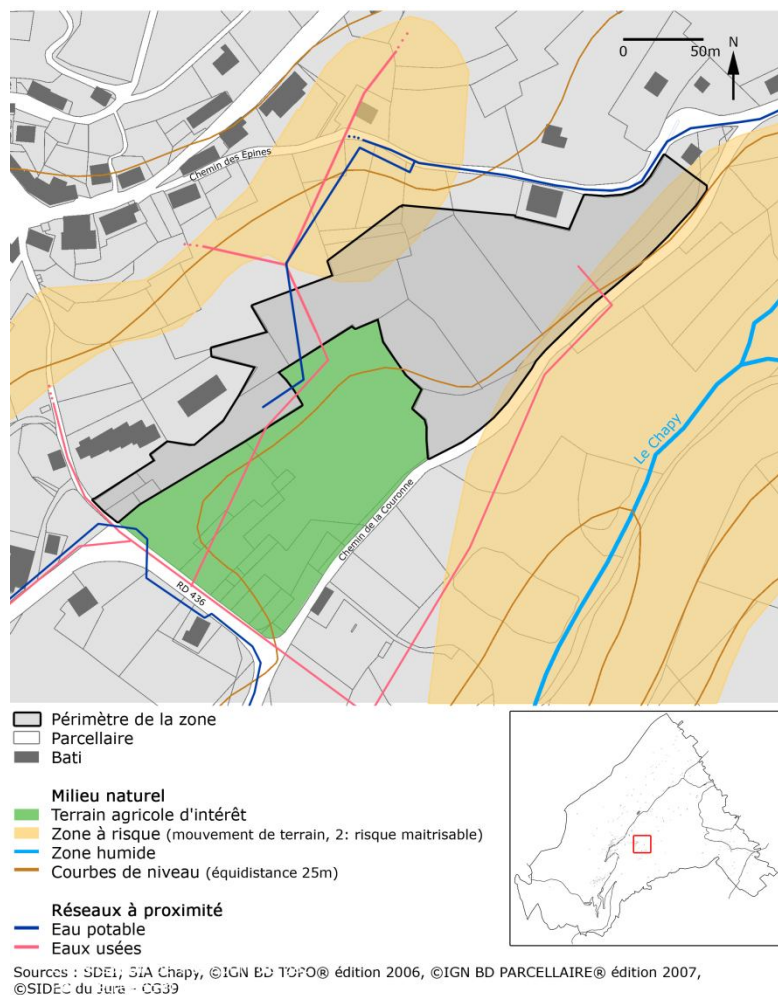 0 50m
N
Chemin des Epines
Le Chapy
Chemin de la Couronne
RD 436
Périmètre de la zone
Parcellaire
Bati
Milieu naturel
Terrain agricole d'intérêt
Zone à risque (mouvement de terrain, 2: risque maitrisable)
Zone humide
Courbes de niveau (équidistance 25m)
Réseaux à proximité
Eau potable
Eaux usées
Sources : SDEI, SIA Chapy, ©IGN BD TOPO® édition 2006, ©IGN BD PARCELLAIRE® édition 2007,
©SIDEC du Jura - CG39